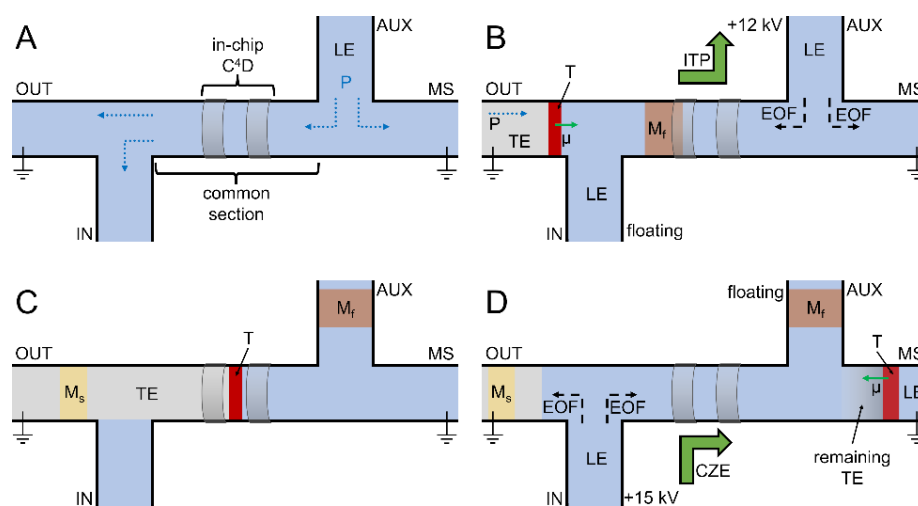 A
AUX
in-chip
C⁴D
LE
P
OUT
MS
common
section
IN
B
+12 kV
AUX
ITP
LE
OUT
T
MS
P
TE
µ
Mf
EOF
EOF
LE
IN
floating
C
AUX
Mf
OUT
T
MS
Ms
TE
IN
D
floating
AUX
Mf
OUT
T
MS
Ms
EOF
EOF
µ
LE
LE
CZE
remaining
TE
IN
+15 kV